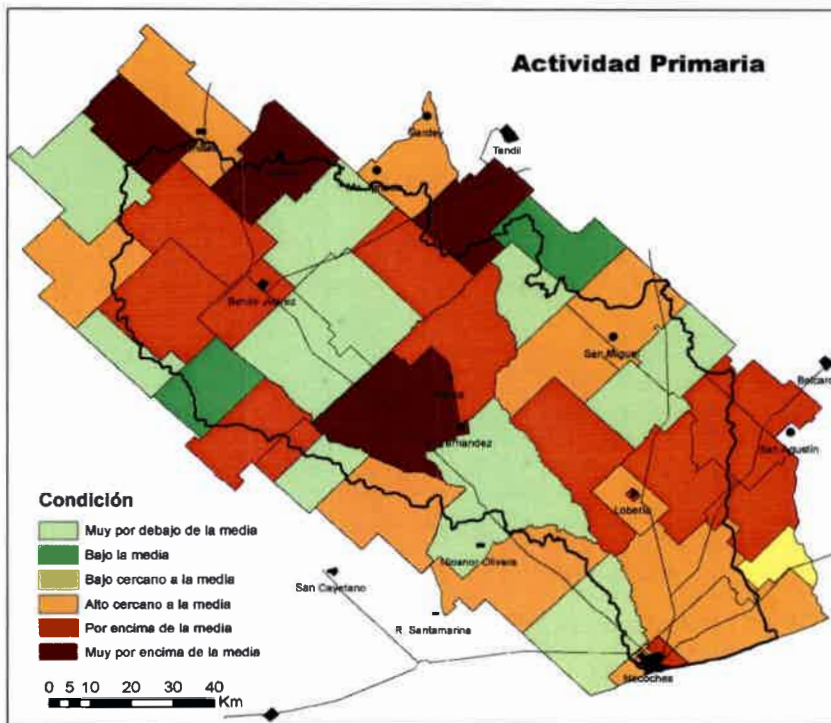 Actividad Primaria
Gardey
Tandil
Benito Juárez
San Miguel
Balcarce
San Agustín
Fernandez
Lobería
Nicanor Olivera
San Cayetano
R. Santamarina
Necochea
Condición
Muy por debajo de la media
Bajo la media
Bajo cercano a la media
Alto cercano a la media
Por encima de la media
Muy por encima de la media
0 5 10 20 30 40
Km